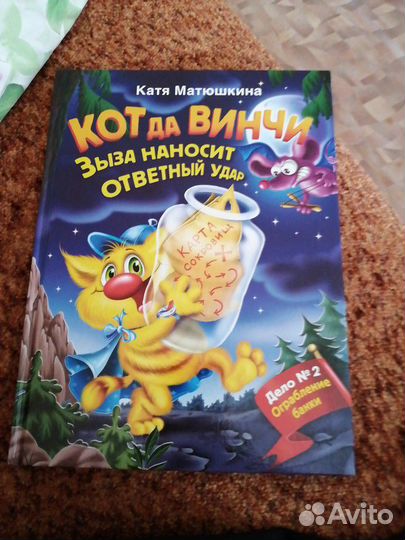 Катя Матюшкина
КОТ ДА ВИНЧИ
ЗЫЗА НАНОСИТ
ОТВЕТНЫЙ УДАР
КАРТА
СОКРОВИЩ
Дело № 2
Ограбление
банки
Avito